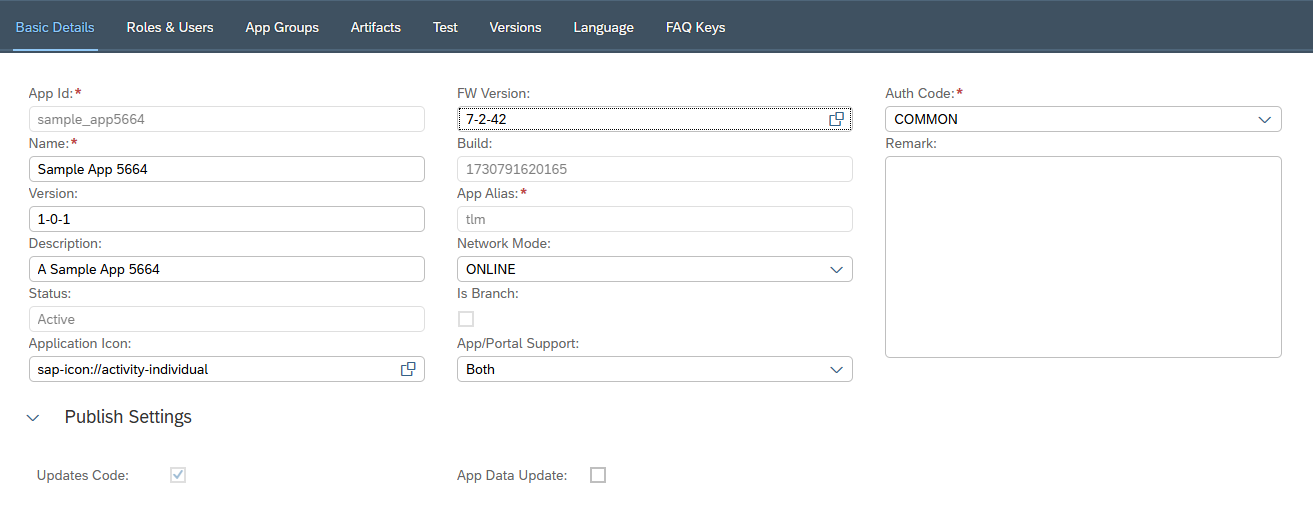 Basic Details Roles & Users App Groups Artifacts Test Versions Language FAQ Keys
App Id:*
sample_app5664
Name:*
Sample App 5664
Version:
1-0-1
Description:
A Sample App 5664
Status:
Active
Application Icon:
sap-icon://activity-individual
FW Version:
7-2-42
Build:
1730791620165
App Alias:*
tlm
Network Mode:
ONLINE
Is Branch:
App/Portal Support:
Both
Auth Code:*
COMMON
Remark:
Publish Settings
Updates Code:
App Data Update: